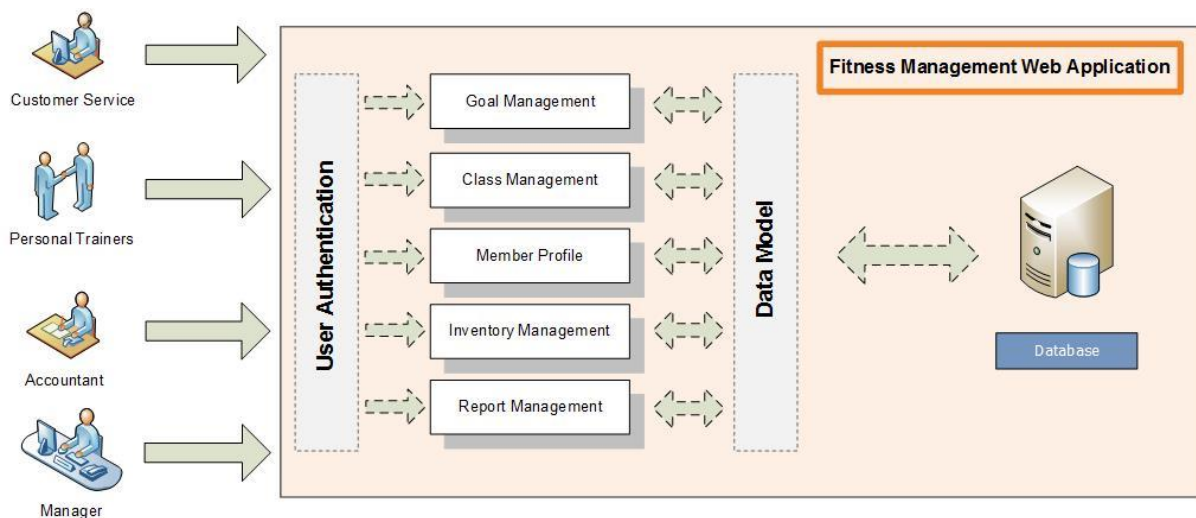 Customer Service
Personal Trainers
Accountant
Manager
User Authentication
Goal Management
Class Management
Member Profile
Inventory Management
Report Management
Data Model
Fitness Management Web Application
Database